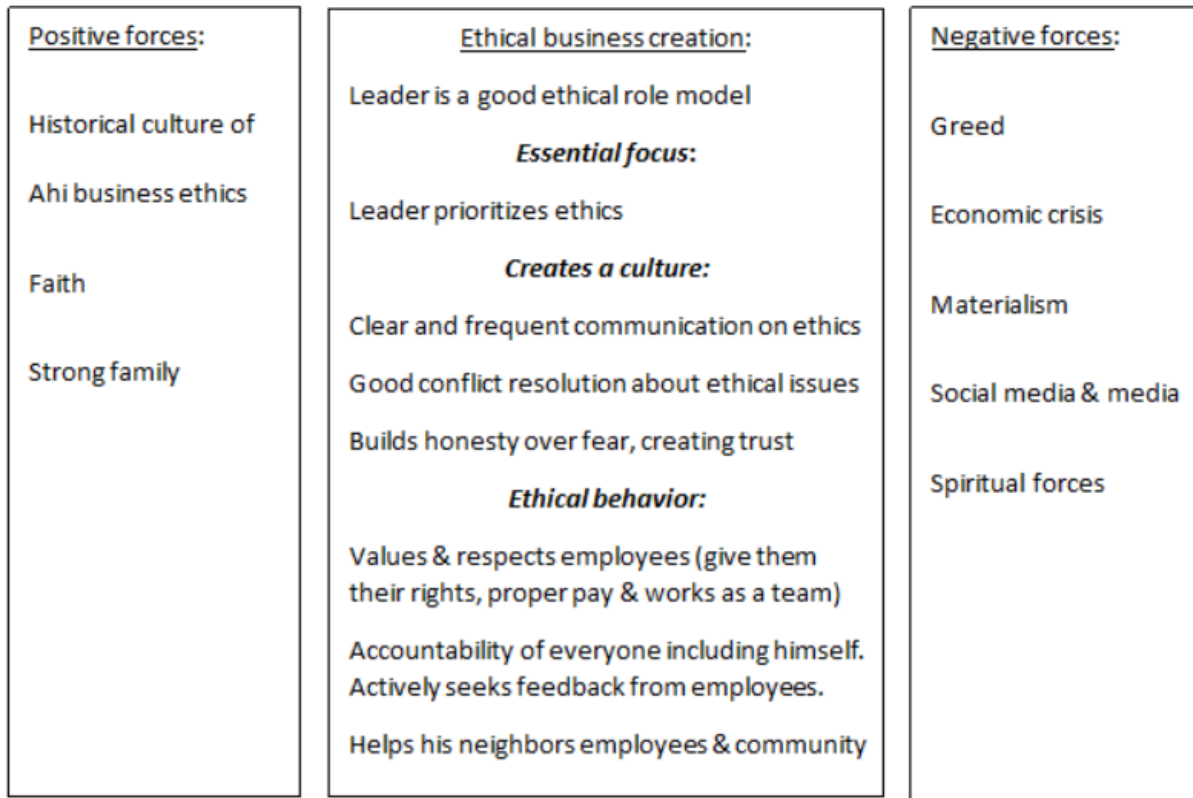 Positive forces:
Historical culture of
Ahi business ethics
Faith
Strong family
Ethical business creation:
Leader is a good ethical role model
Essential focus:
Leader prioritizes ethics
Creates a culture:
Clear and frequent communication on ethics
Good conflict resolution about ethical issues
Builds honesty over fear, creating trust
Ethical behavior:
Values & respects employees (give them
their rights, proper pay & works as a team)
Accountability of everyone including himself.
Actively seeks feedback from employees.
Helps his neighbors employees & community
Negative forces:
Greed
Economic crisis
Materialism
Social media & media
Spiritual forces